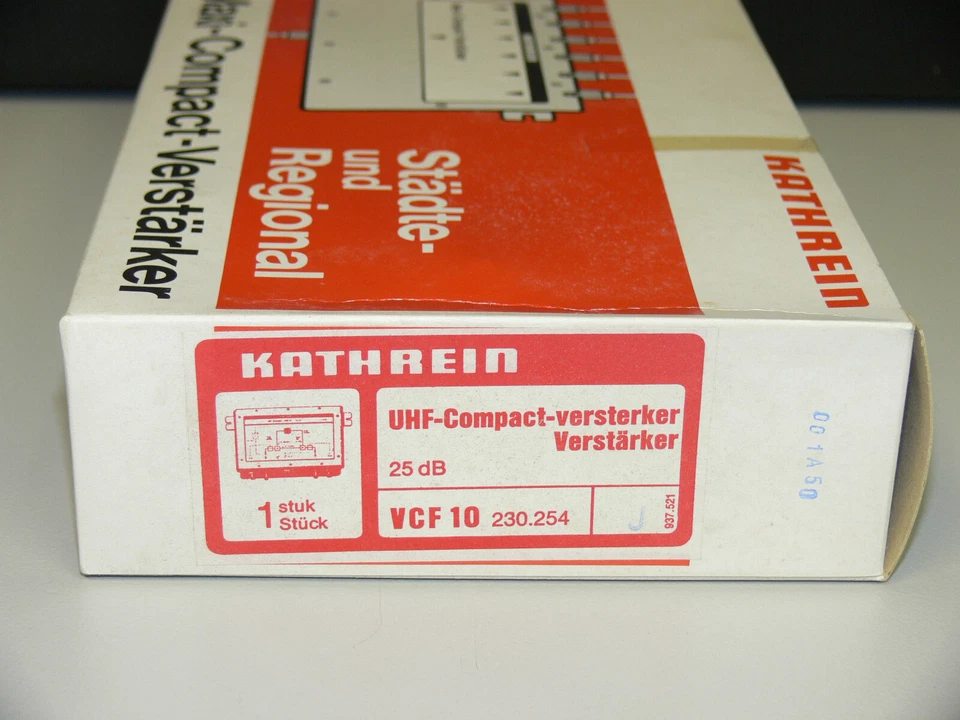 -Compact-Verstärker
Städte-
und
Regional
KATHREIN
KATHREIN
UHF-Compact-versterker
Verstärker
25 dB
1 stuk
Stück
VCF 10 230.254
937.521
001A50